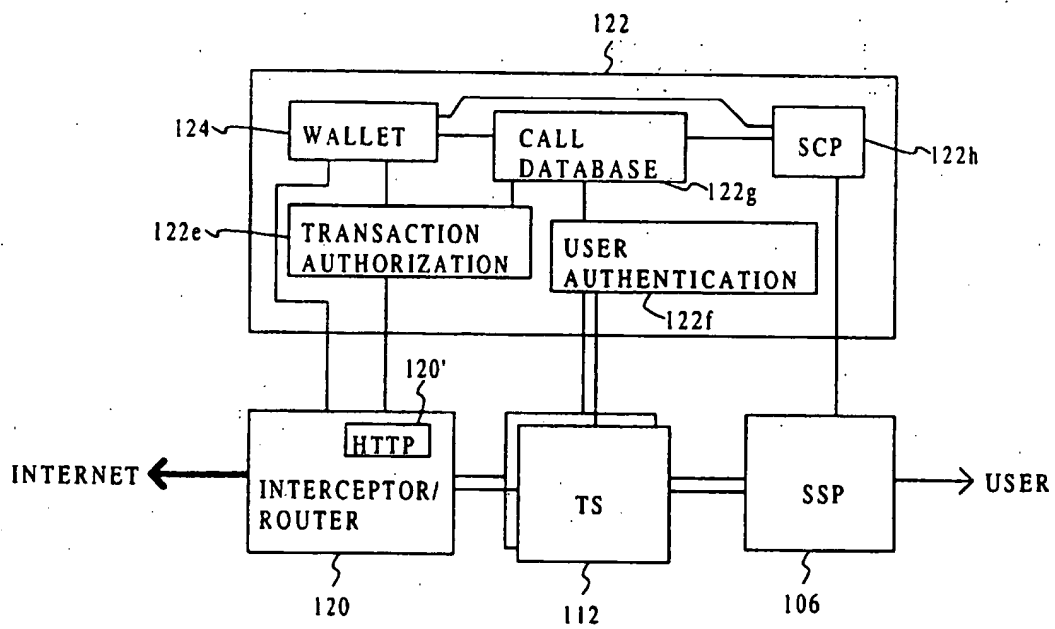 122
124
WALLET
CALL
DATABASE
SCP
122h
122g
122e
TRANSACTION
AUTHORIZATION
USER
AUTHENTICATION
122f
120'
HTTP
INTERNET
INTERCEPTOR/
ROUTER
TS
SSP
USER
120
112
106